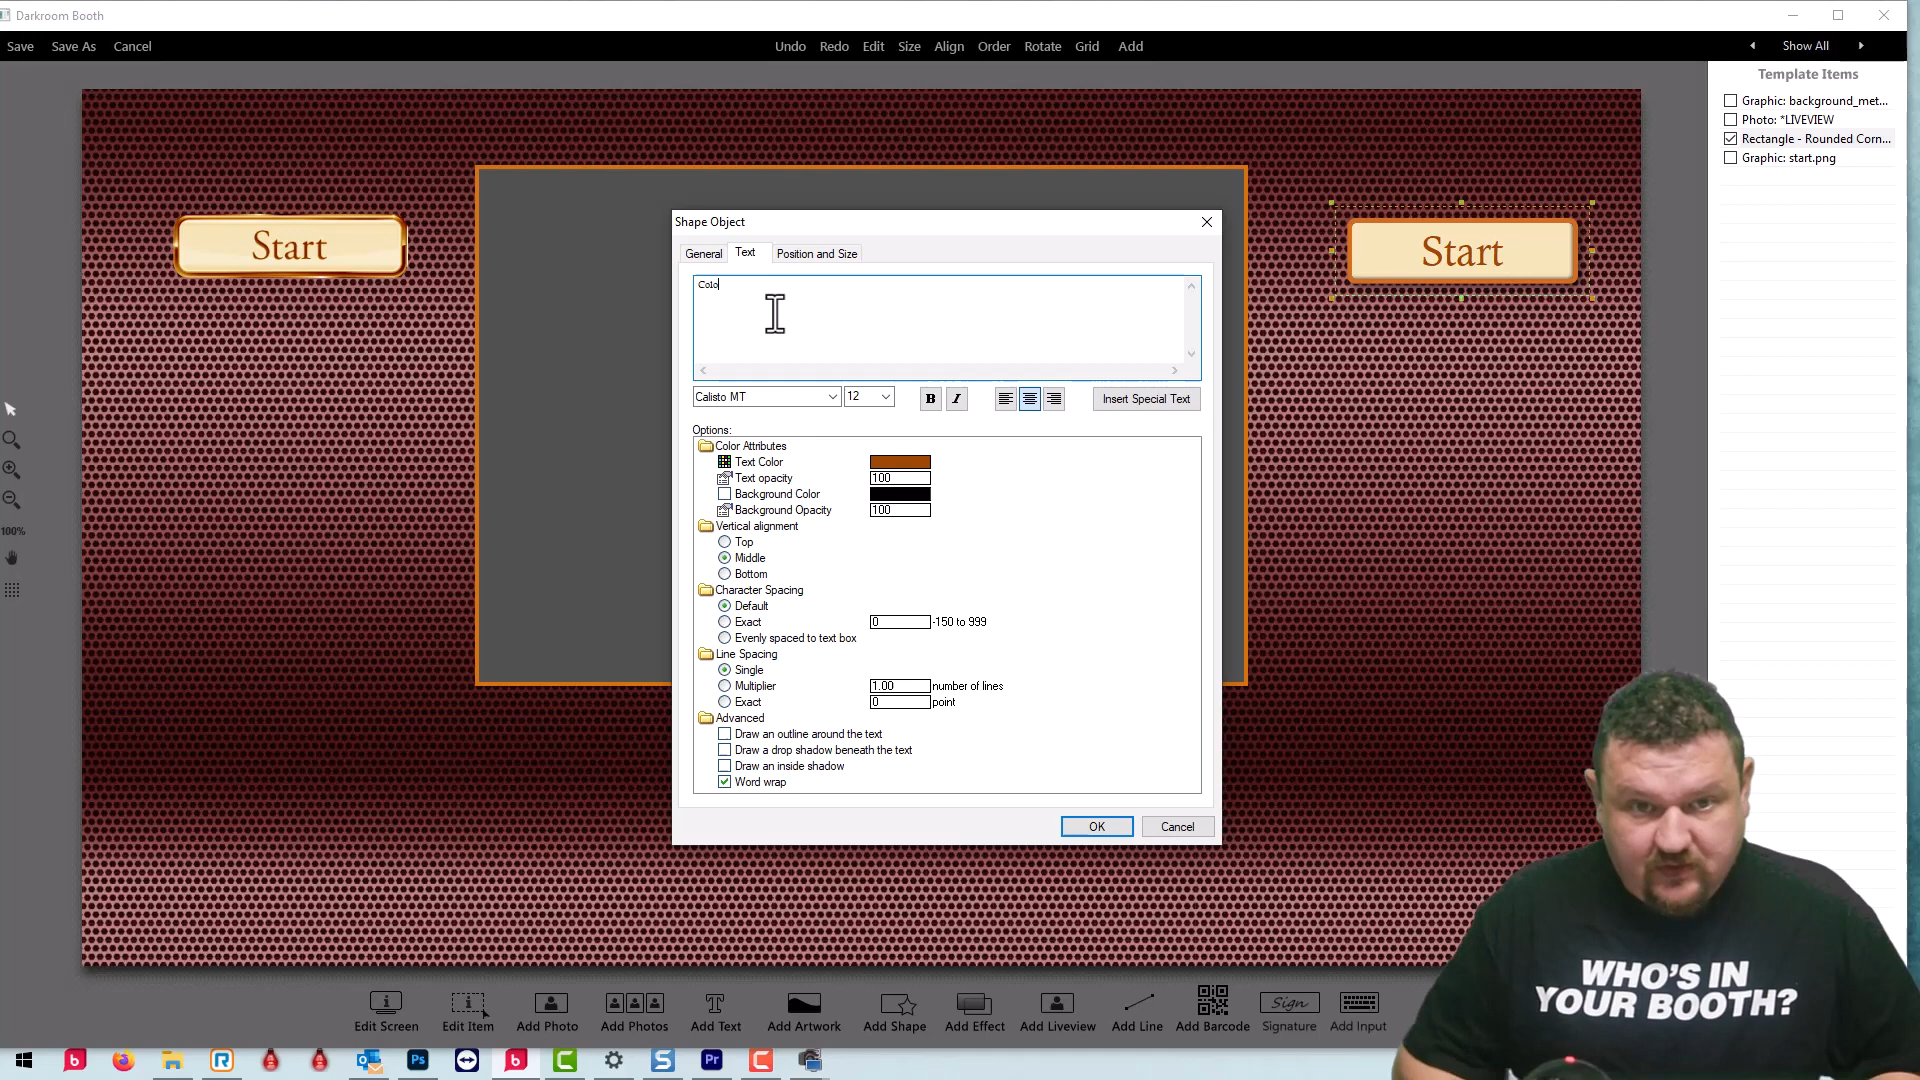 Darkroom Booth
Save Save As Cancel
Undo Redo Edit Size Align Order Rotate Grid Add
Show All
Template Items
Graphic: background_met...
Photo: *LIVEVIEW
Rectangle - Rounded Corn...
Graphic: start.png
Start
Start
Shape Object
General Text Position and Size
Colo
Calisto MT 12 B I Insert Special Text
Options:
Color Attributes
Text Color
Text opacity 100
Background Color
Background Opacity 100
Vertical alignment
Top
Middle
Bottom
Character Spacing
Default
Exact 0 -150 to 999
Evenly spaced to text box
Line Spacing
Single
Multiplier 1.00 number of lines
Exact 0 point
Advanced
Draw an outline around the text
Draw a drop shadow beneath the text
Draw an inside shadow
Word wrap
OK Cancel
100%
WHO'S IN
YOUR BOOTH?
Sign
Edit Screen Edit Item Add Photo Add Photos Add Text Add Artwork Add Shape Add Effect Add Liveview Add Line Add Barcode Signature Add Input
b R Ps b C S Pr C